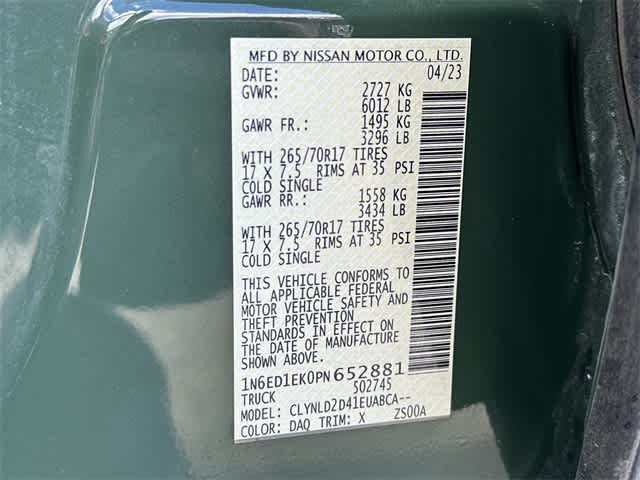 MFD BY NISSAN MOTOR CO., LTD.
DATE: 04/23
GVWR: 2727 KG
6012 LB
GAWR FR.: 1495 KG
3296 LB
WITH 265/70R17 TIRES
17 X 7.5 RIMS AT 35 PSI
COLD SINGLE
GAWR RR.: 1558 KG
3434 LB
WITH 265/70R17 TIRES
17 X 7.5 RIMS AT 35 PSI
COLD SINGLE
THIS VEHICLE CONFORMS TO
ALL APPLICABLE FEDERAL
MOTOR VEHICLE SAFETY AND
THEFT PREVENTION
STANDARDS IN EFFECT ON
THE DATE OF MANUFACTURE
SHOWN ABOVE.
1N6ED1EK0PN652881
TRUCK 502745
MODEL: CLYNLD2D41EUABCA--
COLOR: DAQ TRIM: X ZS00A